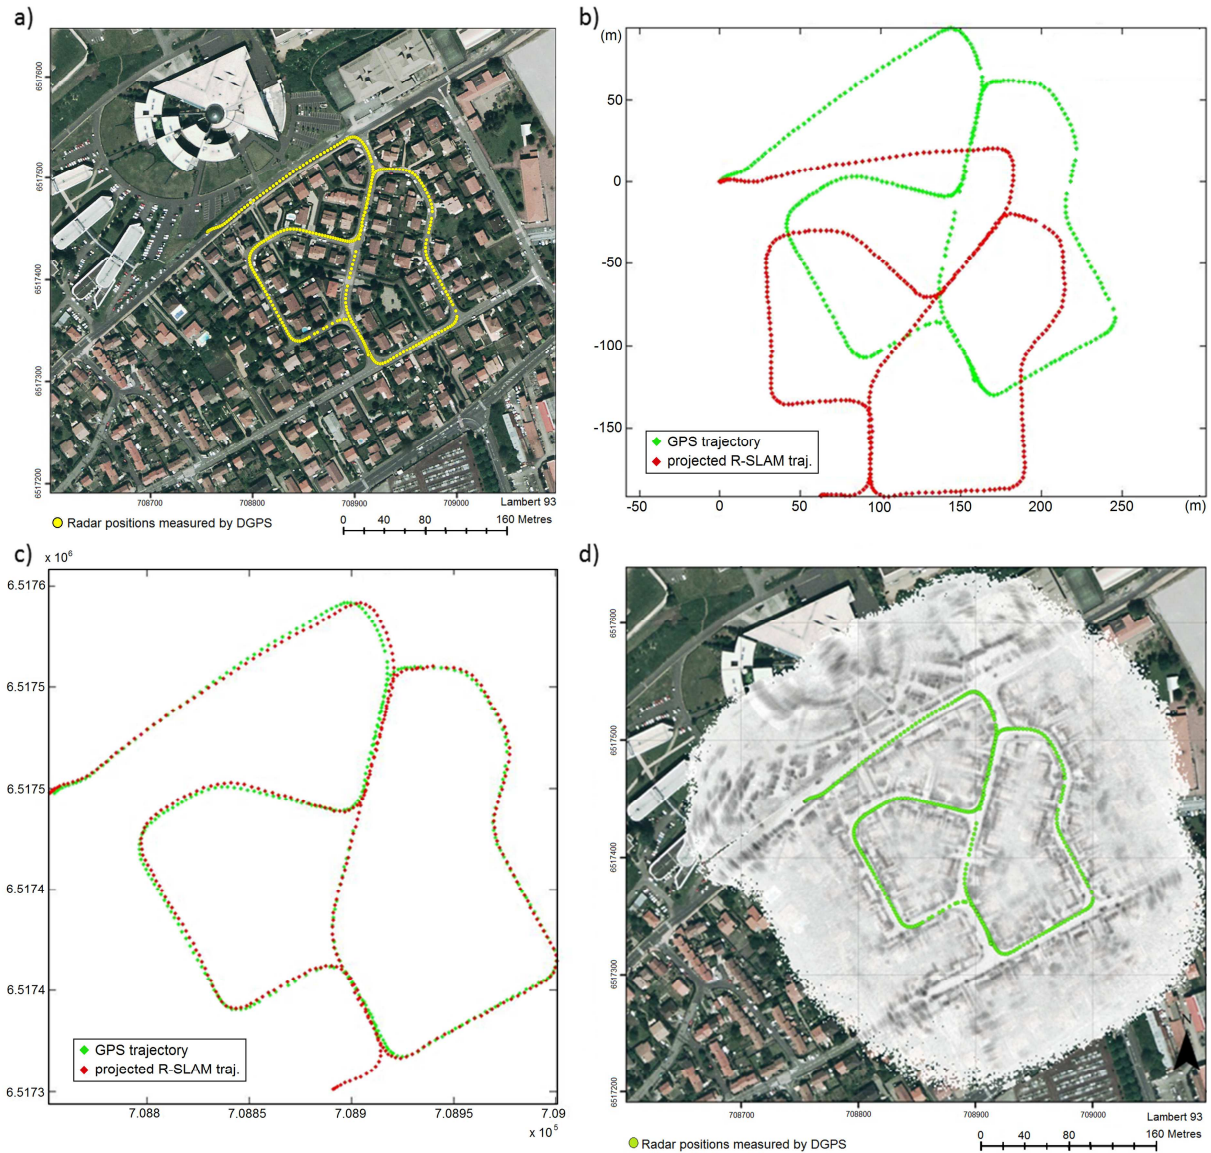 a)
6517600
6517500
6517400
6517300
6517200
708700
708800
708900
709000
Lambert 93
Radar positions measured by DGPS
0 40 80 160 Metres
b)
(m)
50
0
-50
-100
-150
-50 0 50 100 150 200 250 (m)
GPS trajectory
projected R-SLAM traj.
c)
x 10⁶
6.5176
6.5175
6.5175
6.5174
6.5174
6.5173
7.088 7.0885 7.089 7.0895 7.09
x 10⁵
GPS trajectory
projected R-SLAM traj.
d)
6517600
6517500
6517400
6517300
6517200
N
708700
708800
708900
709000
Lambert 93
Radar positions measured by DGPS
0 40 80 160 Metres